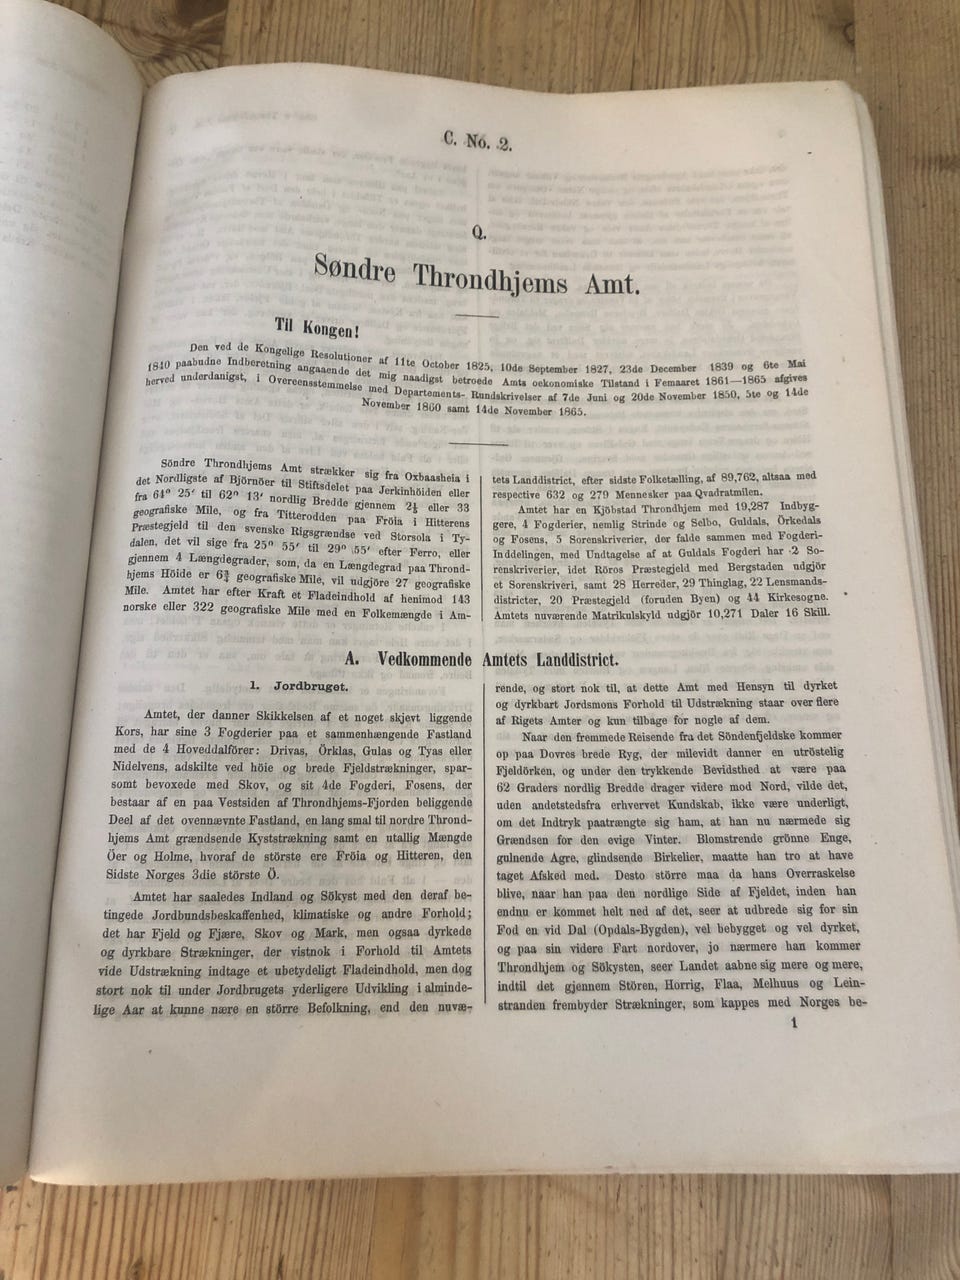 C. No. 2.
Q.
Søndre Throndhjems Amt.
Til Kongen!
Den ved de Kongelige Resolutioner af 11te October 1825, 10de September 1827, 23de December 1839 og 6te Mai
1840 paabudne Indberetning angaaende det mig naadigst betroede Amts oekonomiske Tilstand i Femaaret 1861—1865 afgives
herved underdanigst, i Overeensstemmelse med Departements-Rundskrivelser af 7de Juni og 20de November 1850, 5te og 14de
November 1860 samt 14de November 1865.
Söndre Throndhjems Amt strækker sig fra Oxbaasheia i
det Nordligste af Björnöer til Stiftsdelet paa Jerkinhöiden eller
fra 64° 25′ til 62° 13′ nordlig Bredde gjennem 2¼ eller 33
geografiske Mile, og fra Titterodden paa Fröia i Hitterens
Præstegjeld til den svenske Rigsgrændse ved Storsola i Ty-
dalen, det vil sige fra 25° 55′ til 29° 55′ efter Ferro, eller
gjennem 4 Længdegrader, som, da en Længdegrad paa Thrond-
hjems Höide er 6¾ geografiske Mile, vil udgjöre 27 geografiske
Mile. Amtet har efter Kraft et Fladeindhold af henimod 143
norske eller 322 geografiske Mile med en Folkemængde i Am-
tets Landdistrict, efter sidste Folketælling, af 89,762, altsaa med
respective 632 og 279 Mennesker paa Qvadratmilen.
Amtet har en Kjöbstad Throndhjem med 19,287 Indbyg-
gere, 4 Fogderier, nemlig Strinde og Selbo, Guldals, Örkedals
og Fosens, 5 Sorenskriverier, der falde sammen med Fogderi-
Inddelingen, med Undtagelse af at Guldals Fogderi har 2 So-
renskriverier, idet Röros Præstegjeld med Bergstaden udgjör
et Sorenskriveri, samt 28 Herreder, 29 Thinglag, 22 Lensmands-
districter, 20 Præstegjeld (foruden Byen) og 44 Kirkesogne.
Amtets nuværende Matrikulskyld udgjör 10,271 Daler 16 Skill.
A. Vedkommende Amtets Landdistrict.
1. Jordbruget.
Amtet, der danner Skikkelsen af et noget skjevt liggende
Kors, har sine 3 Fogderier paa et sammenhængende Fastland
med de 4 Hoveddalförer: Drivas, Örklas, Gulas og Tyas eller
Nidelvens, adskilte ved höie og brede Fjeldstrækninger, spar-
somt bevoxede med Skov, og sit 4de Fogderi, Fosens, der
bestaar af en paa Vestsiden af Throndhjems-Fjorden beliggende
Deel af det ovennævnte Fastland, en lang smal til nordre Thrond-
hjems Amt grændsende Kyststrækning samt en utallig Mængde
Öer og Holme, hvoraf de störste ere Fröia og Hitteren, den
Sidste Norges 3die störste Ö.
Amtet har saaledes Indland og Sökyst med den deraf be-
tingede Jordbundsbeskaffenhed, klimatiske og andre Forhold;
det har Fjeld og Fjære, Skov og Mark, men ogsaa dyrkede
og dyrkbare Strækninger, der vistnok i Forhold til Amtets
vide Udstrækning indtage et ubetydeligt Fladeindhold, men dog
stort nok til under Jordbrugets yderligere Udvikling i alminde-
lige Aar at kunne nære en större Befolkning, end den nuvæ-
rende, og stort nok til, at dette Amt med Hensyn til dyrket
og dyrkbart Jordsmons Forhold til Udstrækning staar over flere
af Rigets Amter og kun tilbage for nogle af dem.
Naar den fremmede Reisende fra det Söndenfjeldske kommer
op paa Dovres brede Ryg, der milevidt danner en utröstelig
Fjeldörken, og under den trykkende Bevidsthed at være paa
62 Graders nordlig Bredde drager videre mod Nord, vilde det,
uden andetstedsfra erhvervet Kundskab, ikke være underligt,
om det Indtryk paatrængte sig ham, at han nu nærmede sig
Grændsen for den evige Vinter. Blomstrende grönne Enge,
gulnende Agre, glindsende Birkelier, maatte han tro at have
taget Afsked med. Desto större maa da hans Overraskelse
blive, naar han paa den nordlige Side af Fjeldet, inden han
endnu er kommet helt ned af det, seer at udbrede sig for sin
Fod en vid Dal (Opdals-Bygden), vel bebygget og vel dyrket,
og paa sin videre Fart nordover, jo nærmere han kommer
Throndhjem og Sökysten, seer Landet aabne sig mere og mere,
indtil det gjennem Stören, Horrig, Flaa, Melhuus og Lein-
stranden frembyder Strækninger, som kappes med Norges be-
1